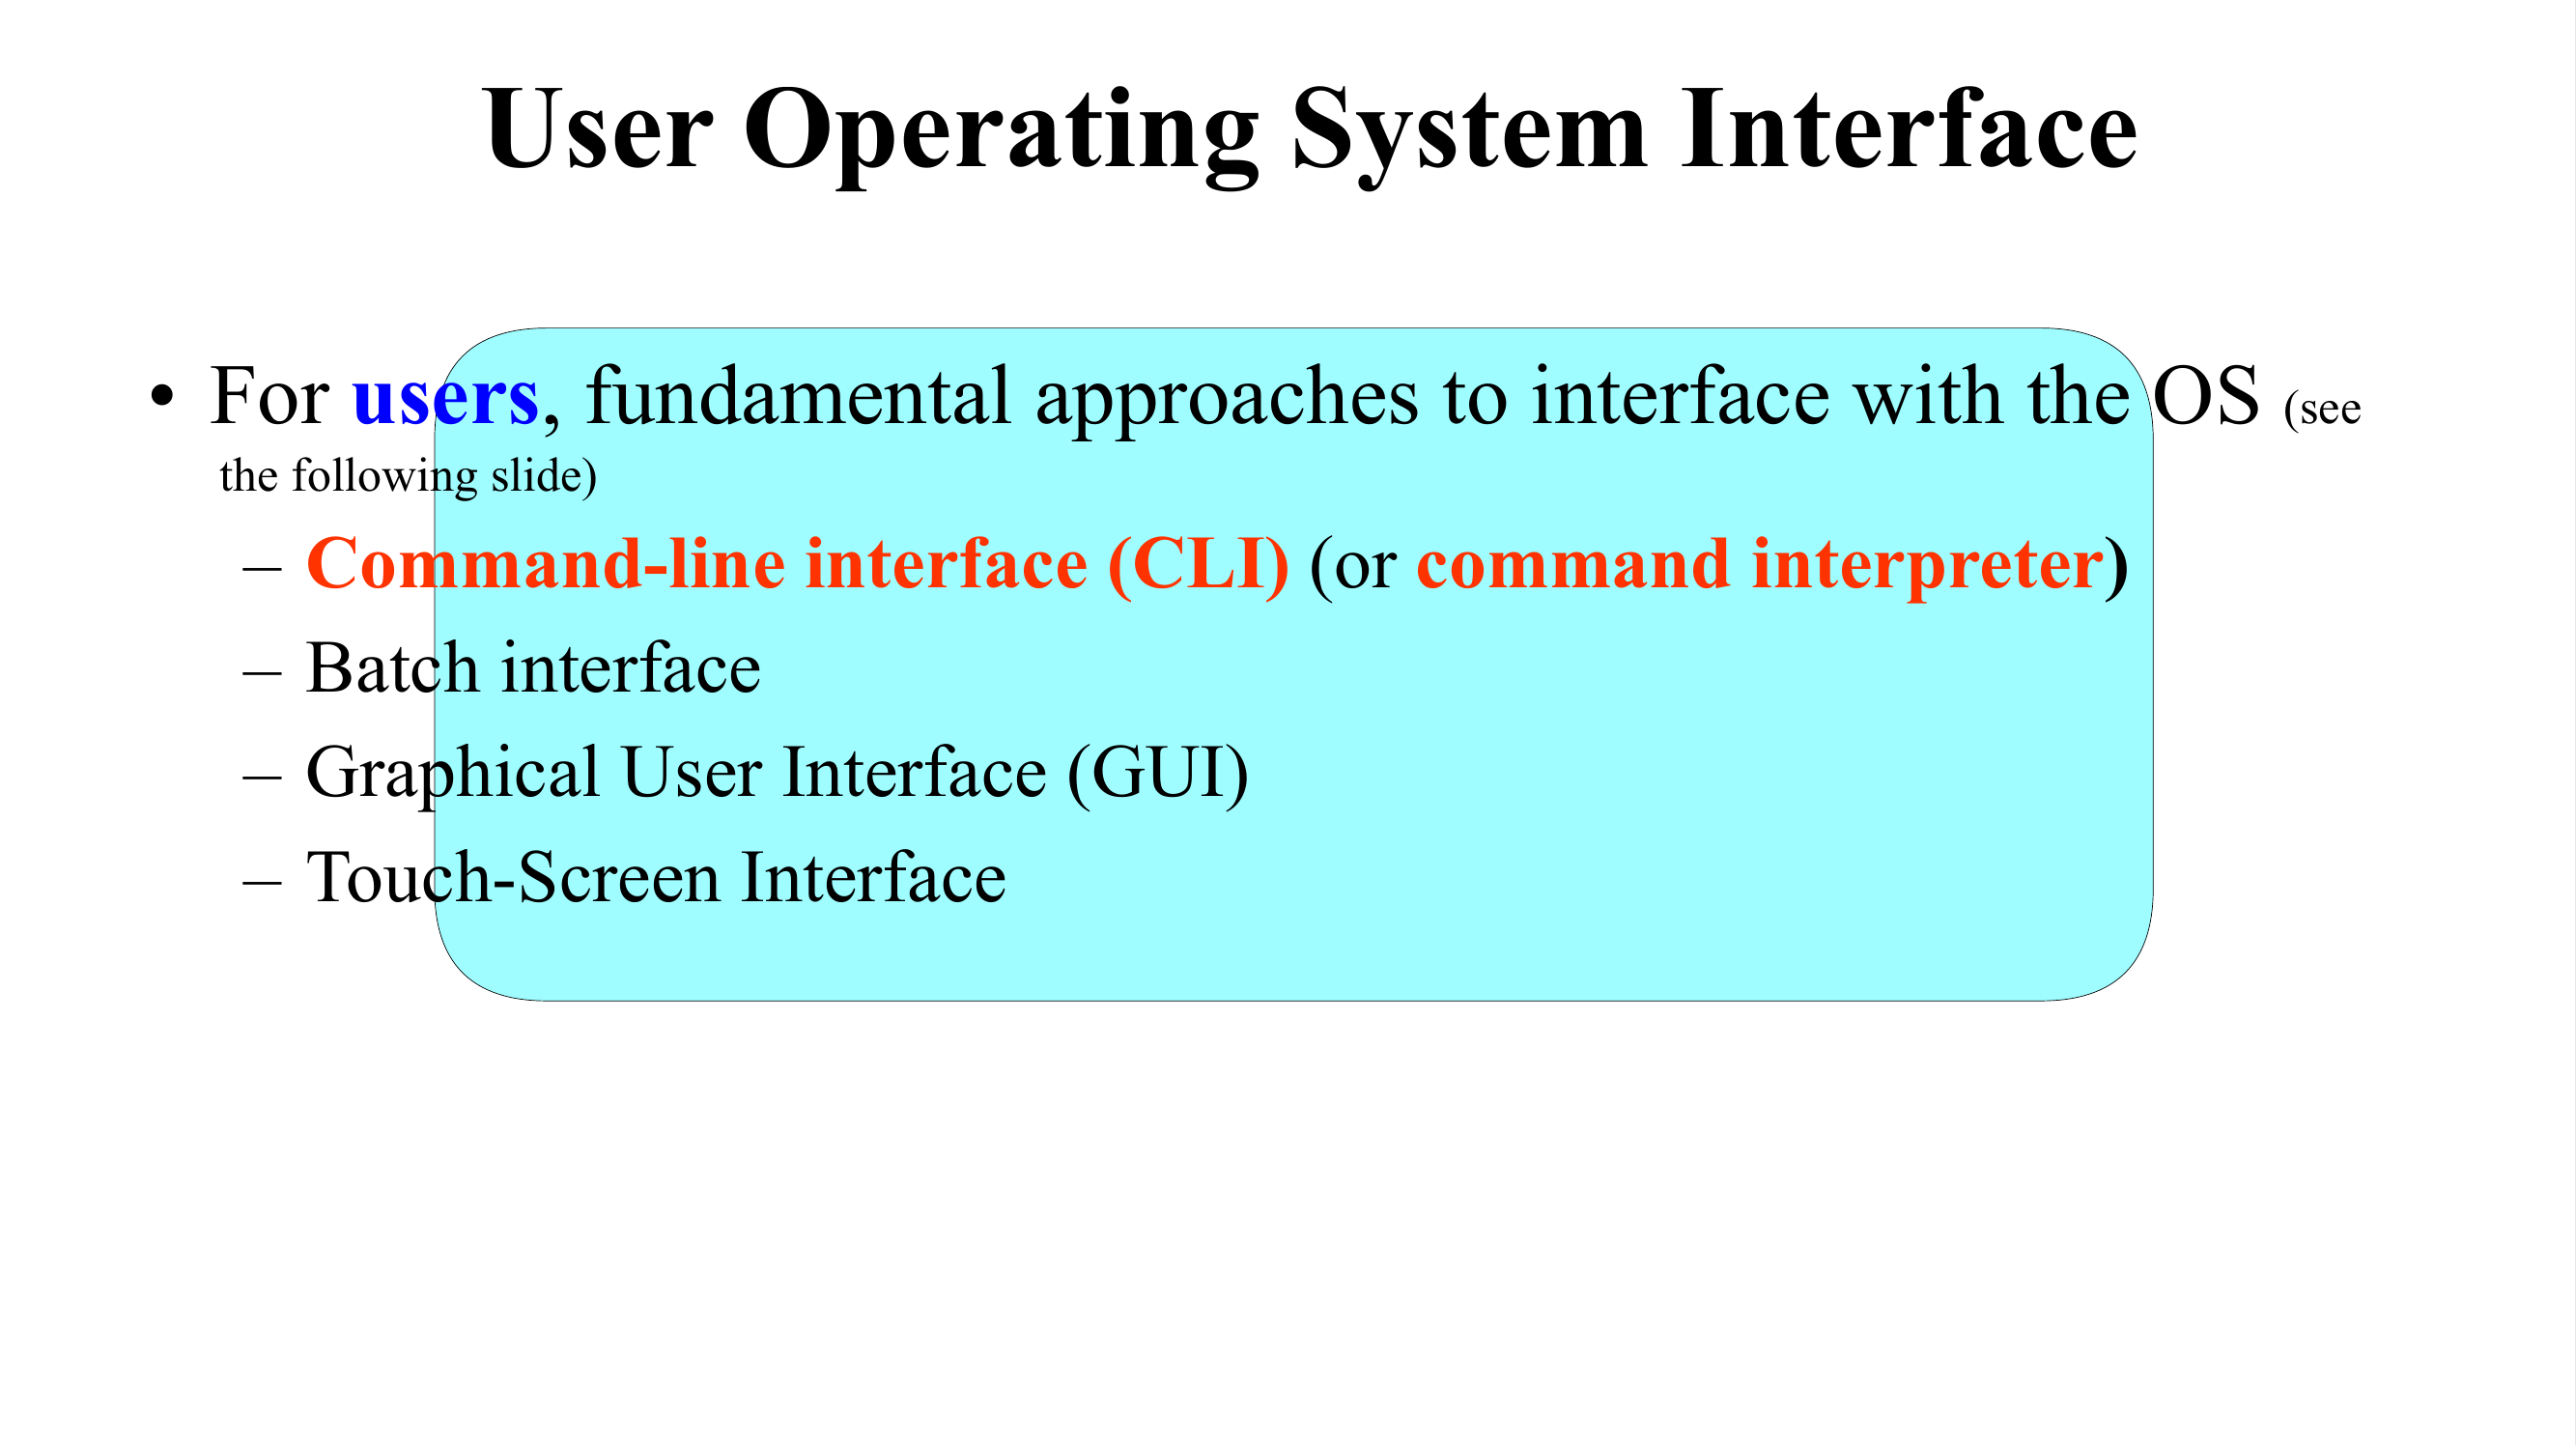 User Operating System Interface
• For users, fundamental approaches to interface with the OS (see
the following slide)
– Command-line interface (CLI) (or command interpreter)
– Batch interface
– Graphical User Interface (GUI)
– Touch-Screen Interface